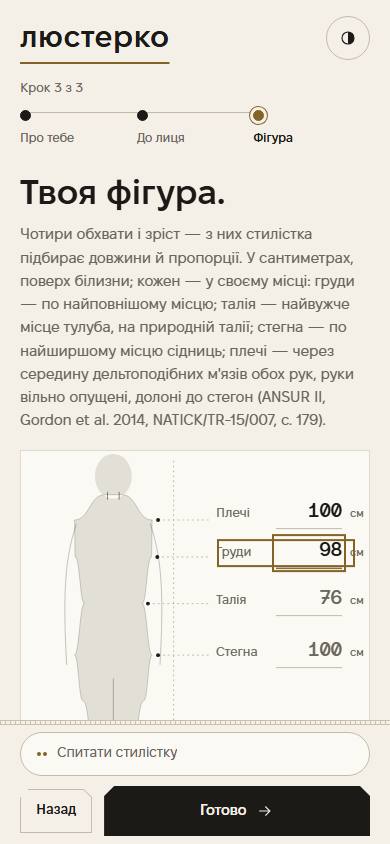 люстерко
Крок 3 з 3
Про тебе До лиця Фігура
Твоя фігура.
Чотири обхвати і зріст — з них стилістка
підбирає довжини й пропорції. У сантиметрах,
поверх білизни; кожен — у своєму місці: груди
— по найповнішому місцю; талія — найвужче
місце тулуба, на природній талії; стегна — по
найширшому місцю сідниць; плечі — через
середину дельтоподібних м'язів обох рук, руки
вільно опущені, долоні до стегон (ANSUR II,
Gordon et al. 2014, NATICK/TR-15/007, с. 179).
Плечі 100 см
Груди 98 см
Талія 76 см
Стегна 100 см
Спитати стилістку
Назад Готово →